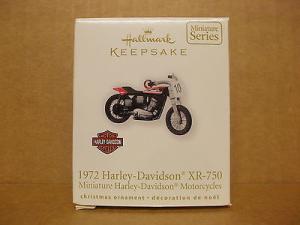 Hallmark
KEEPSAKE
Miniature
Series
10
HARLEY-DAVIDSON
1972 Harley-Davidson® XR-750
Miniature Harley-Davidson® Motorcycles
christmas ornament • décoration de noël